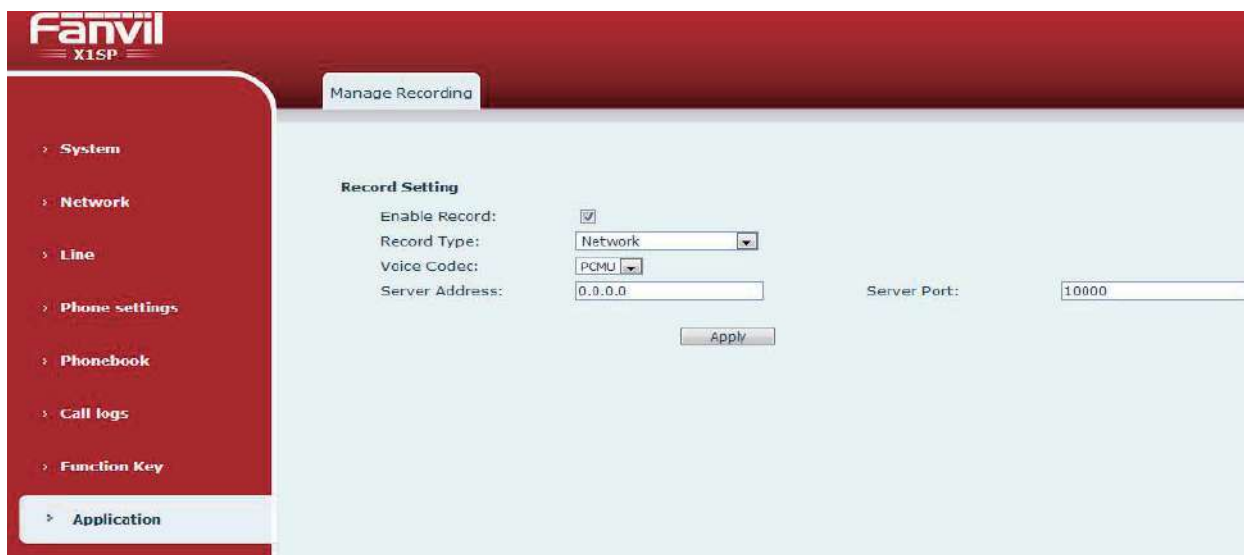 Fanvil
X1SP
Manage Recording
System
Network
Line
Phone settings
Phonebook
Call logs
Function Key
Application
Record Setting
Enable Record:
Record Type: Network
Voice Codec: PCMU
Server Address: 0.0.0.0 Server Port: 10000
Apply